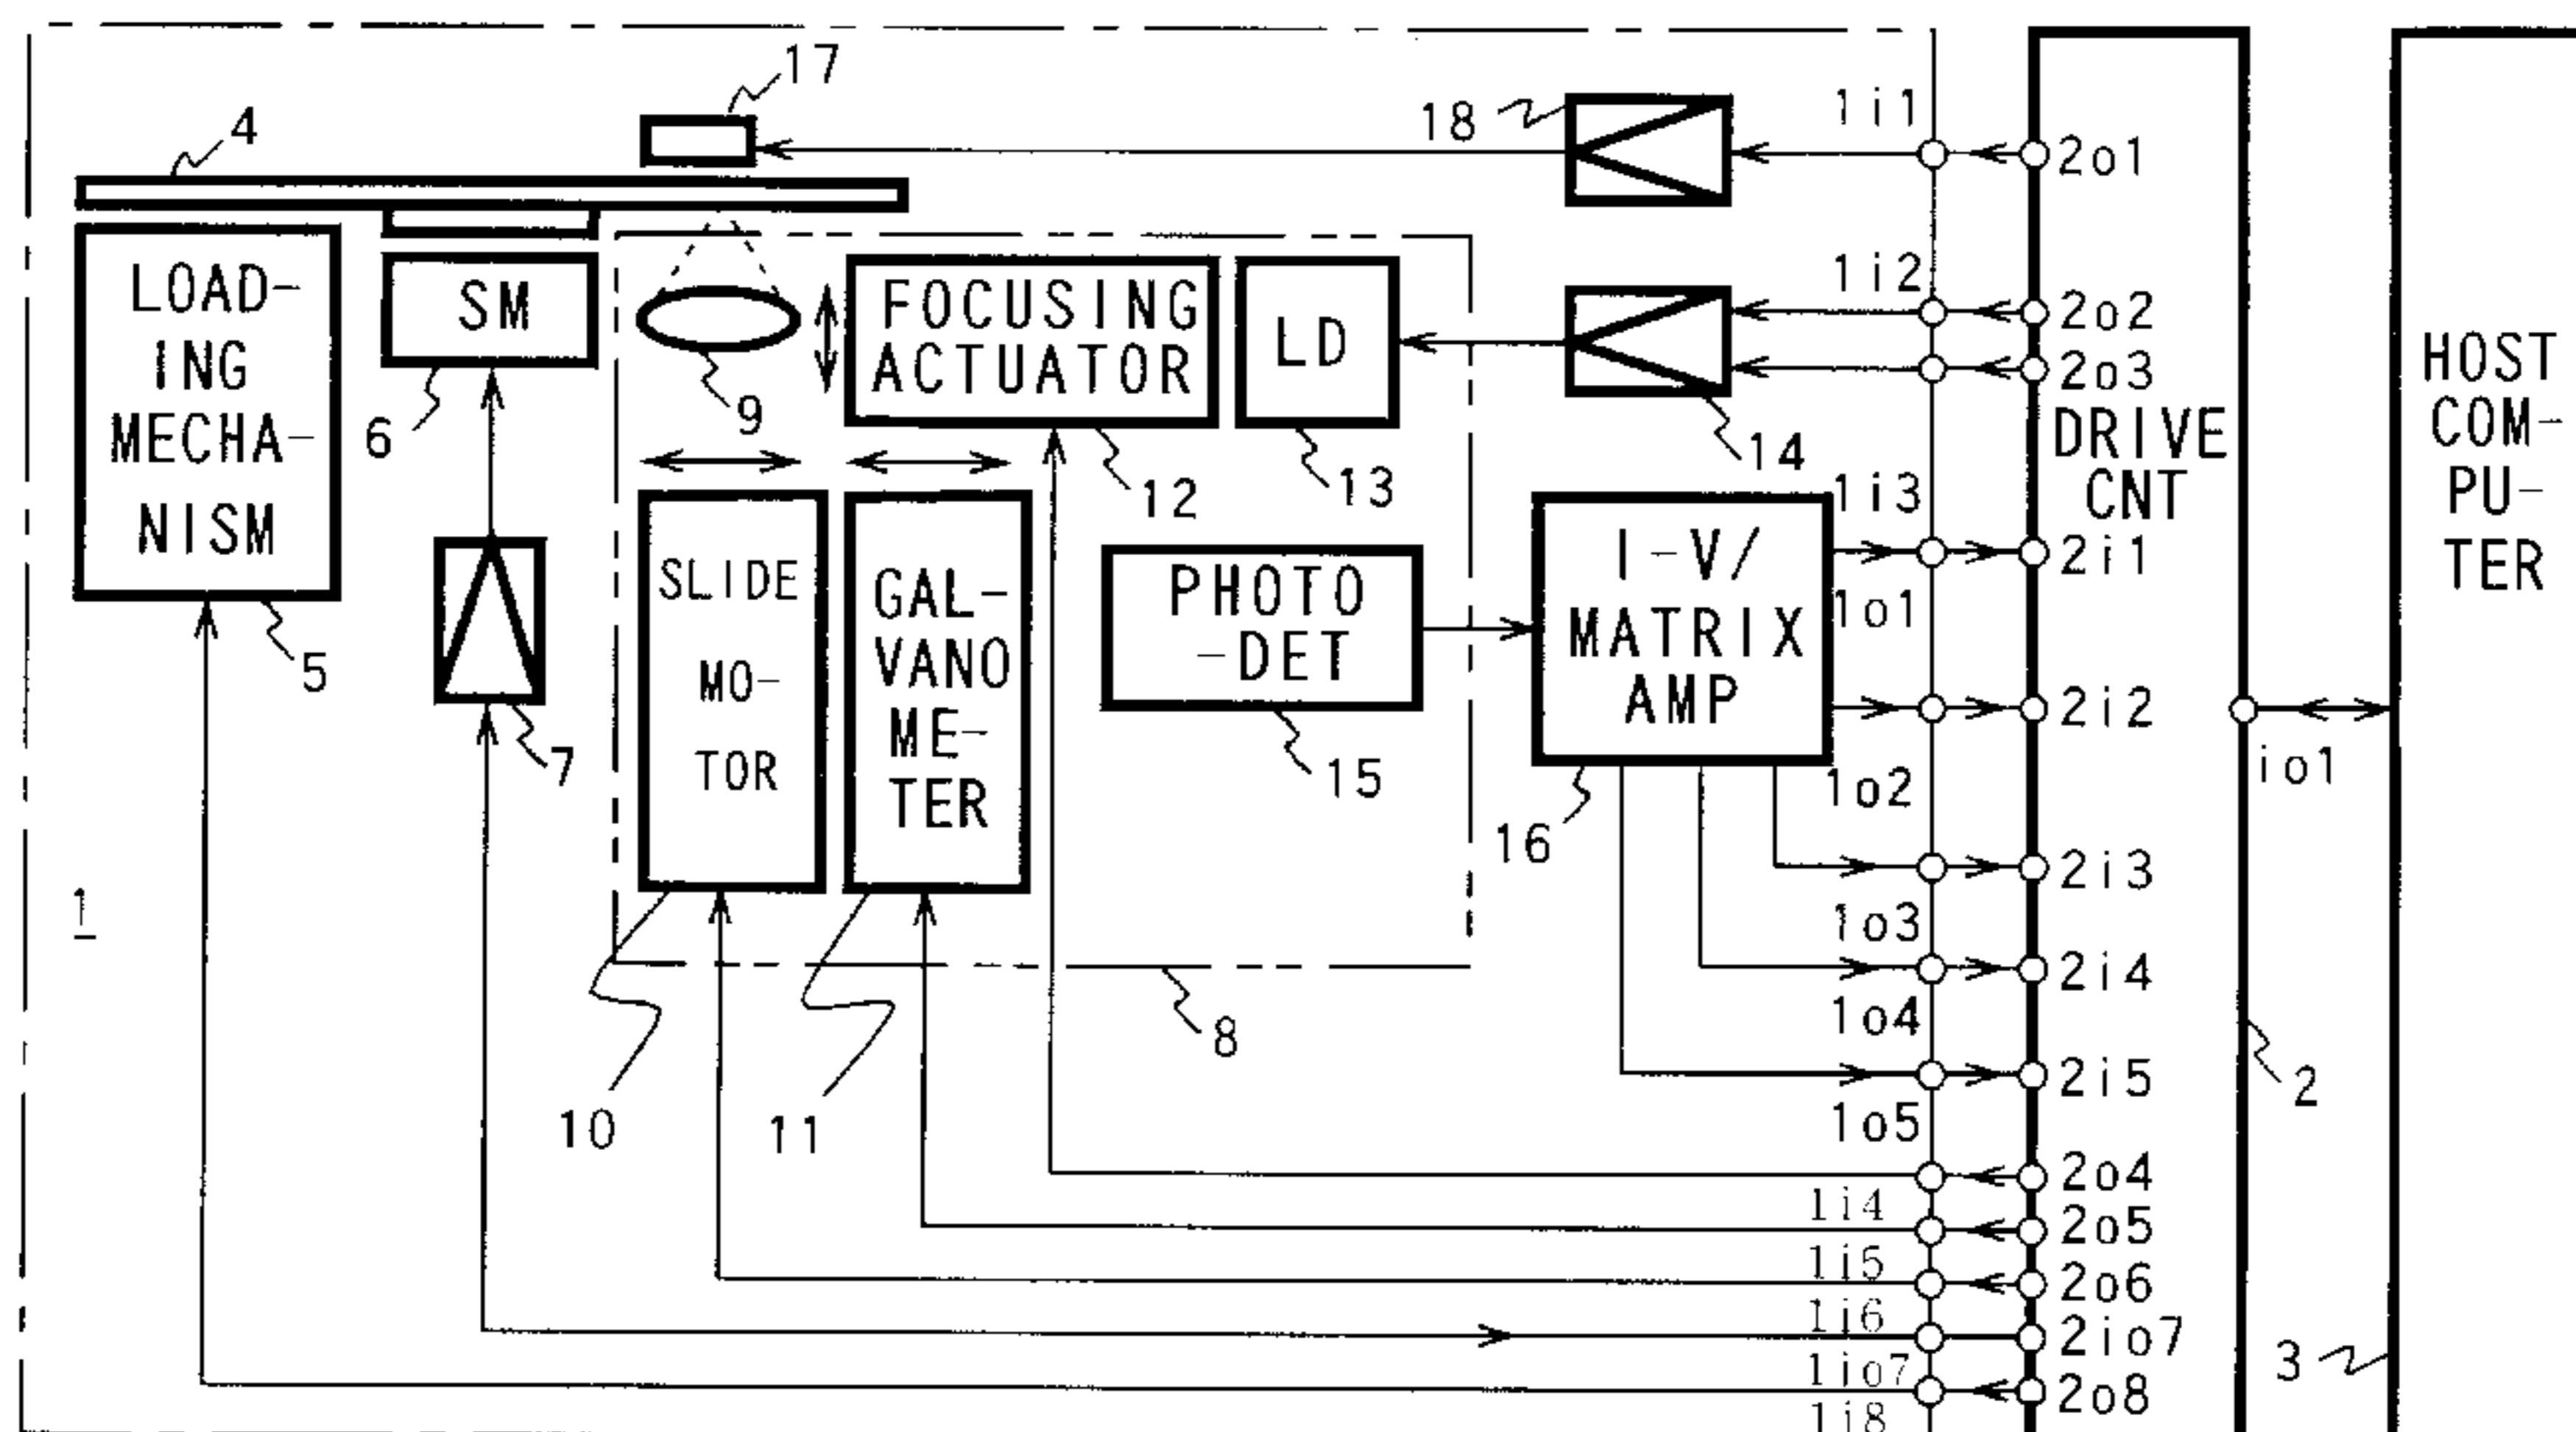 17
4
18
1i1
2o1
LOAD-
ING
MECHA-
NISM
SM
FOCUSING
ACTUATOR
LD
1i2
2o2
2o3
9
6
12
13
14
1i3
DRIVE
CNT
HOST
COM-
PU-
TER
SLIDE
MO-
TOR
GAL-
VANO
ME-
TER
PHOTO
-DET
I-V/
MATRIX
AMP
2i1
1o1
5
7
15
16
2i2
1o2
io1
2i3
1o3
1
2i4
1o4
8
10
11
2i5
1o5
2
2o4
1i4
2o5
1i5
2o6
1i6
2io7
1io7
3
2o8
1i8